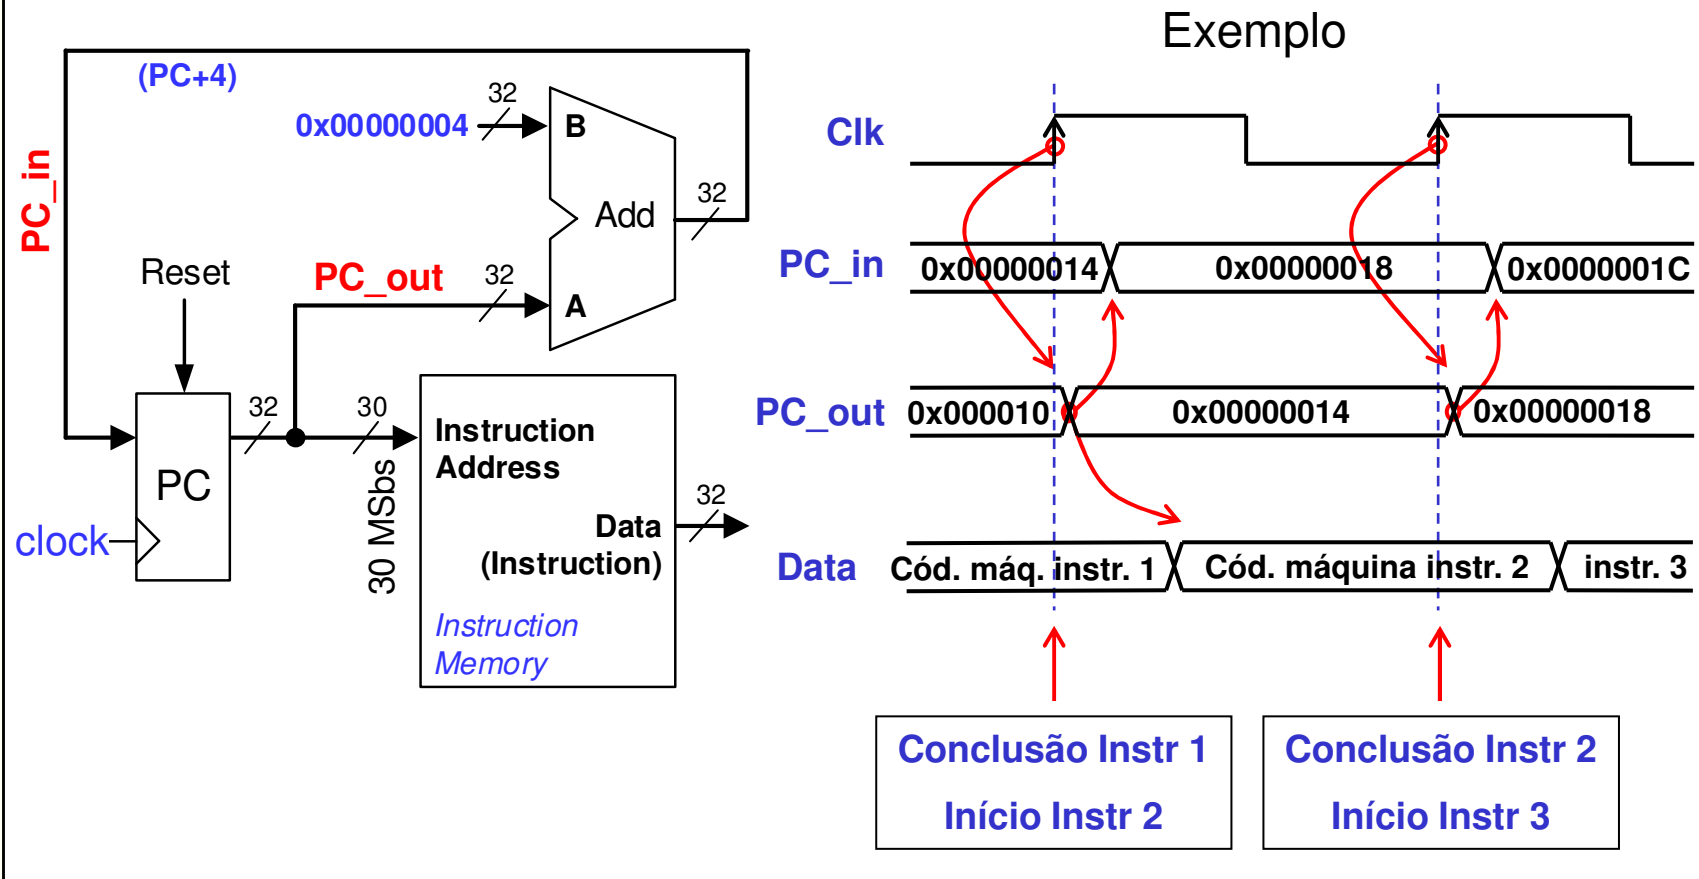 Exemplo
(PC+4)
32
0x00000004
B
PC_in
Add
32
Reset
PC_out
32
A
32
30
PC
clock
30 MSbs
Instruction
Address
Data
(Instruction)
32
Instruction
Memory
Clk
PC_in
0x00000014
0x00000018
0x0000001C
PC_out
0x000010
0x00000014
0x00000018
Data
Cód. máq. instr. 1
Cód. máquina instr. 2
instr. 3
Conclusão Instr 1
Início Instr 2
Conclusão Instr 2
Início Instr 3